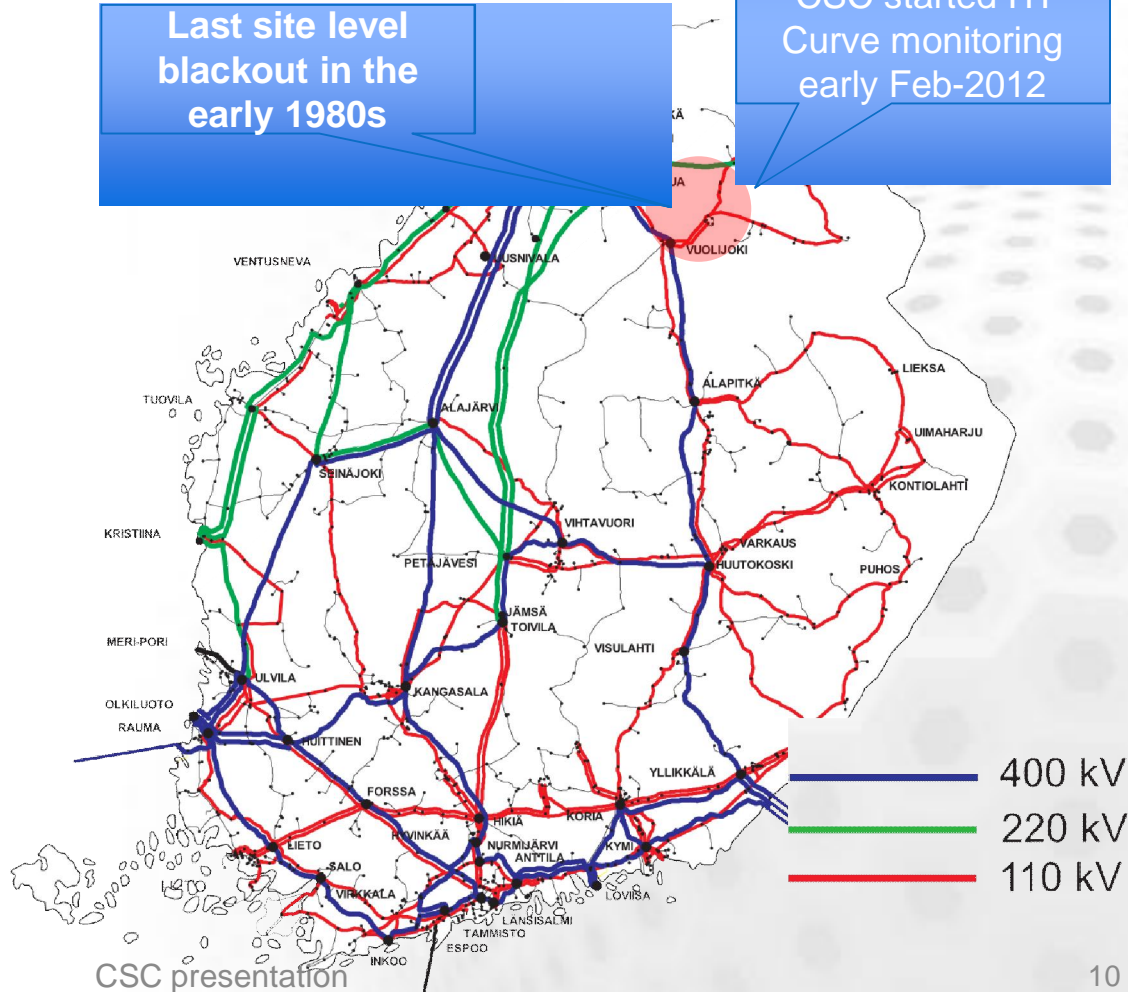 Last site level
blackout in the
early 1980s
Curve monitoring
early Feb-2012
VUOLIJOKI
VENTUSNEVA
TUOVILA
ALAJÄRVI
ALAPITKÄ
LIEKSA
UIMAHARJU
SEINÄJOKI
KONTIOLAHTI
KRISTIINA
VIHTAVUORI
PETÄJÄVESI
VARKAUS
HUUTOKOSKI
PUHOS
JÄMSÄ
TOIVILA
MERI-PORI
VISULAHTI
ULVILA
KANGASALA
OLKILUOTO
RAUMA
HUITTINEN
YLLIKKÄLÄ
400 kV
FORSSA
HIKIÄ
KORIA
220 kV
HYVINKÄÄ
NURMIJÄRVI
ANTTILA
KYMI
LIETO
SALO
110 kV
VIRKKALA
LOVIISA
LÄNSISALMI
TAMMISTO
ESPOO
INKOO
CSC presentation
10